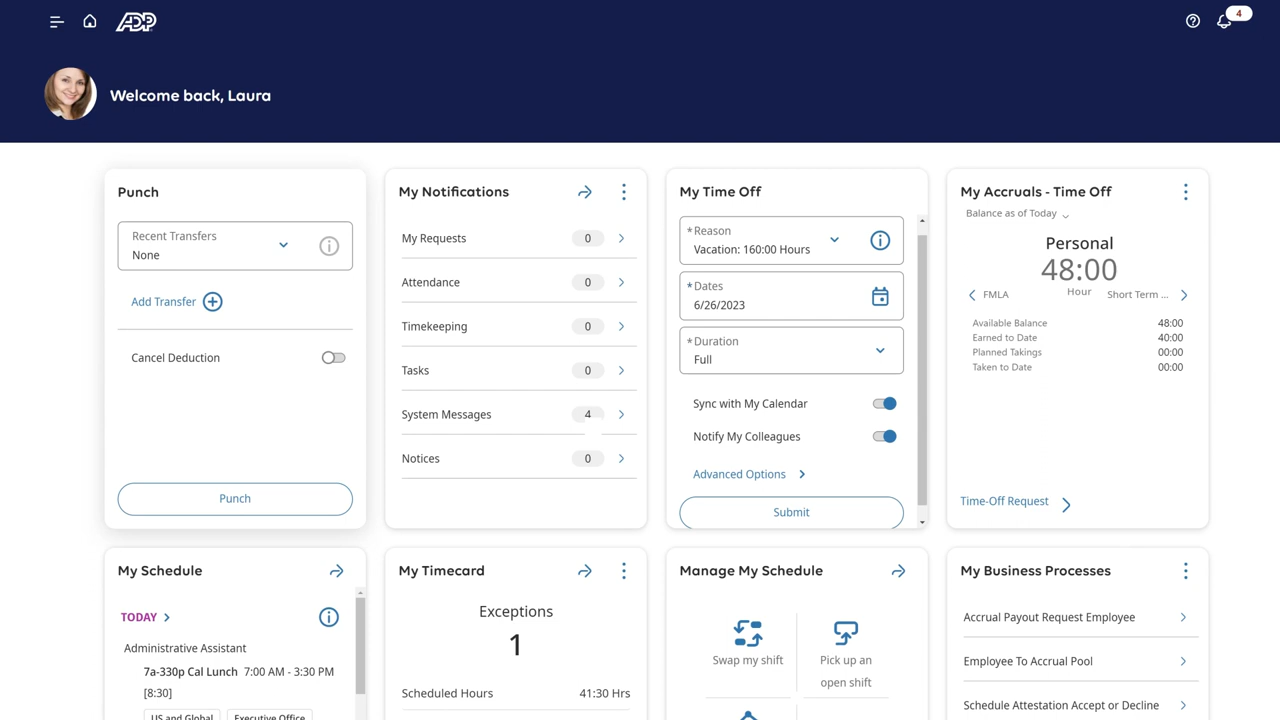 ADP
4
Welcome back, Laura
Punch
Recent Transfers
None
Add Transfer
Cancel Deduction
Punch
My Notifications
My Requests 0
Attendance 0
Timekeeping 0
Tasks 0
System Messages 4
Notices 0
My Time Off
*Reason
Vacation: 160:00 Hours
*Dates
6/26/2023
*Duration
Full
Sync with My Calendar
Notify My Colleagues
Advanced Options
Submit
My Accruals - Time Off
Balance as of Today
Personal
48:00
Hour
FMLA Short Term ...
Available Balance 48:00
Earned to Date 40:00
Planned Takings 00:00
Taken to Date 00:00
Time-Off Request
My Schedule
TODAY
Administrative Assistant
7a-330p Cal Lunch 7:00 AM - 3:30 PM
[8:30]
US and Global Executive Office
My Timecard
Exceptions
1
Scheduled Hours 41:30 Hrs
Manage My Schedule
Swap my shift
Pick up an
open shift
My Business Processes
Accrual Payout Request Employee
Employee To Accrual Pool
Schedule Attestation Accept or Decline